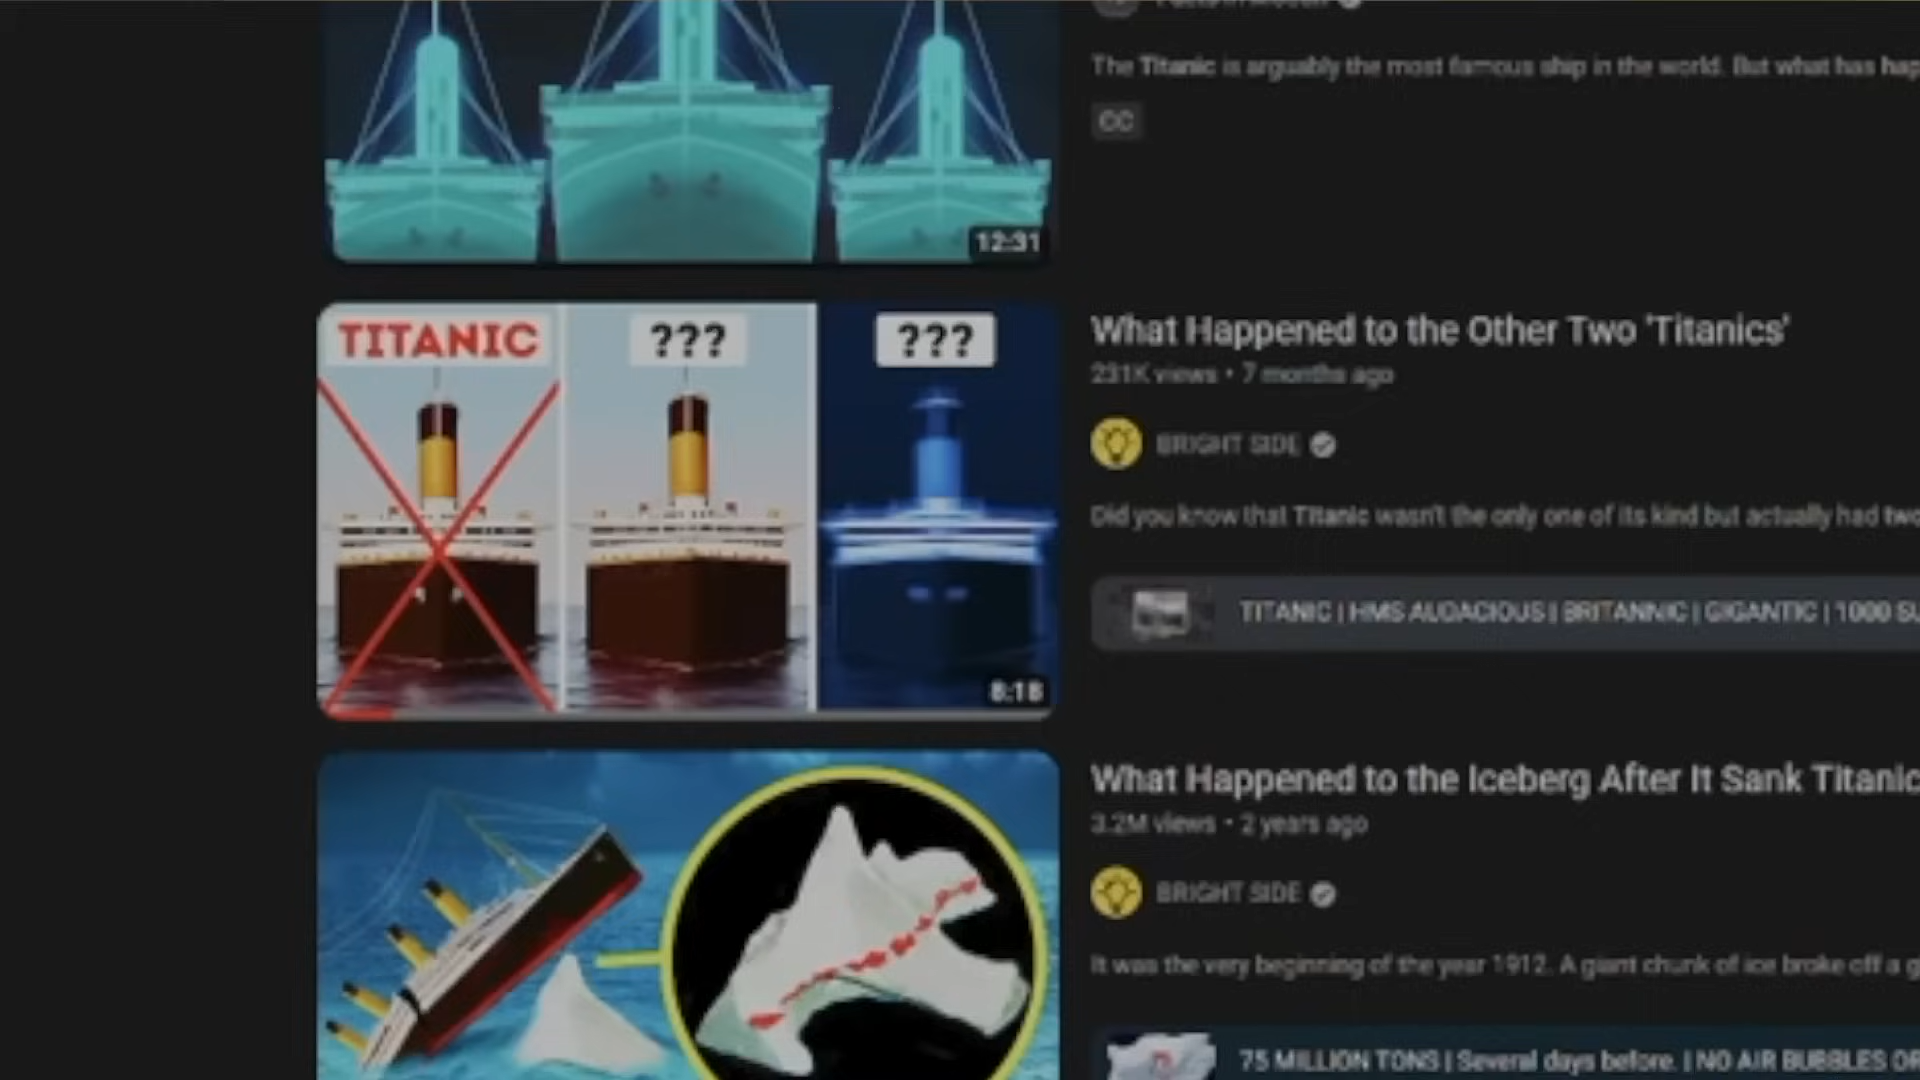 The Titanic is arguably the most famous ship in the world. But what has hap
CC
12:31
TITANIC
???
???
8:18
What Happened to the Other Two 'Titanics'
231K views • 7 months ago
BRIGHT SIDE
Did you know that Titanic wasn't the only one of its kind but actually had two
TITANIC | HMS AUDACIOUS | BRITANNIC | GIGANTIC | 1000 SU
What Happened to the Iceberg After It Sank Titanic
3.2M views • 2 years ago
BRIGHT SIDE
It was the very beginning of the year 1912. A giant chunk of ice broke off a g
75 MILLION TONS | Several days before. | NO AIR BUBBLES OR